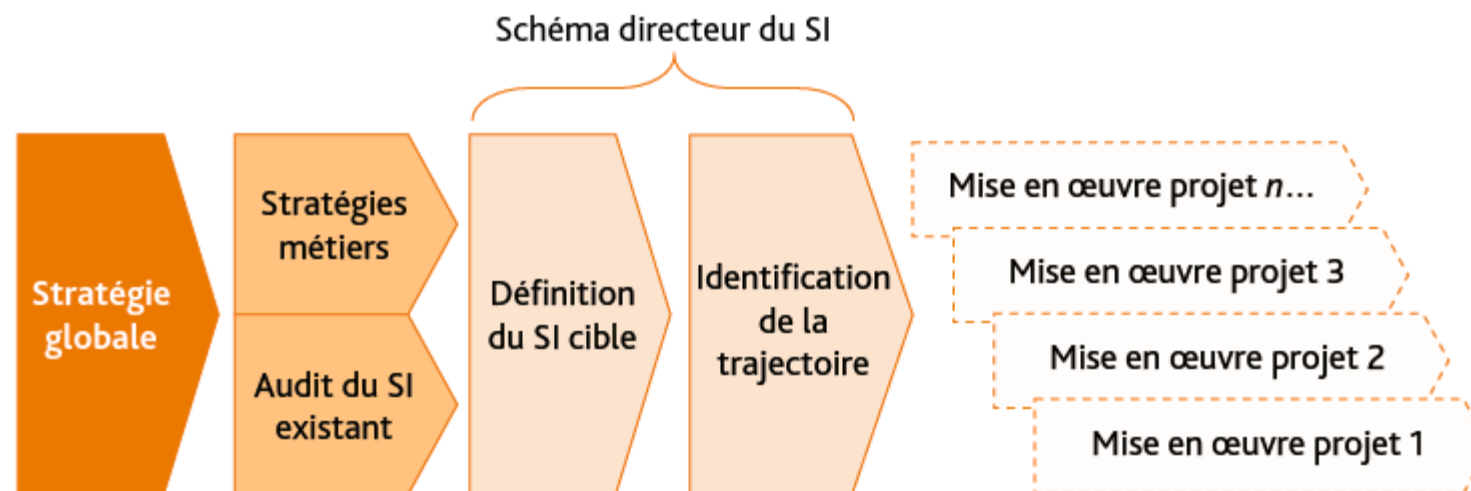 Schéma directeur du SI
Stratégie
globale
Stratégies
métiers
Audit du SI
existant
Définition
du SI cible
Identification
de la
trajectoire
Mise en œuvre projet n...
Mise en œuvre projet 3
Mise en œuvre projet 2
Mise en œuvre projet 1